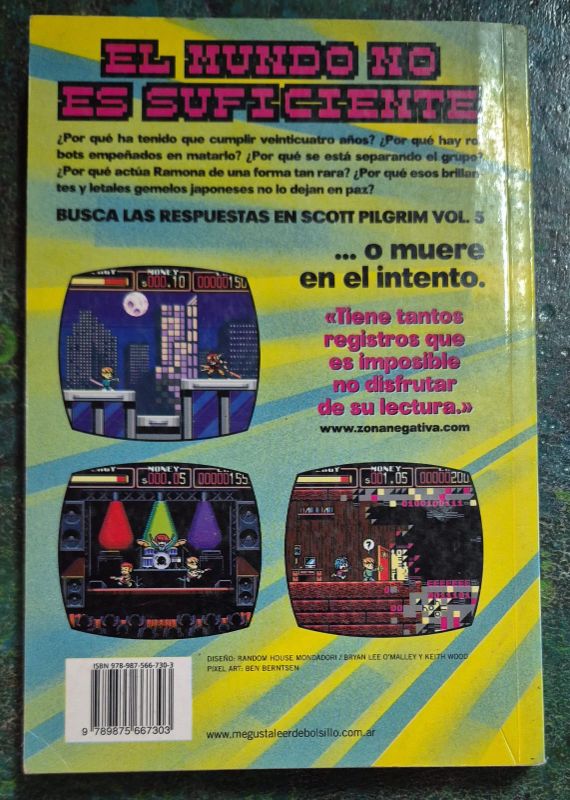 EL MUNDO NO
ES SUFICIENTE
¿Por qué ha tenido que cumplir veinticuatro años? ¿Por qué hay ro-
bots empeñados en matarlo? ¿Por qué se está separando el grupo?
¿Por qué actúa Ramona de una forma tan rara? ¿Por qué esos brillan-
tes y letales gemelos japoneses no lo dejan en paz?
BUSCA LAS RESPUESTAS EN SCOTT PILGRIM VOL. 5
... o muere
en el intento.
MONEY
$000.10 00000150
«Tiene tantos
registros que
es imposible
no disfrutar
de su lectura.»
www.zonanegativa.com
MONEY
$000.05 00000155
MONEY
$001.05 00000200
?
ISBN 978-987-566-730-3
9 789875 667303
DISEÑO: RANDOM HOUSE MONDADORI / BRYAN LEE O'MALLEY Y KEITH WOOD
PIXEL ART: BEN BERNTSEN
www.megustaleerdebolsillo.com.ar